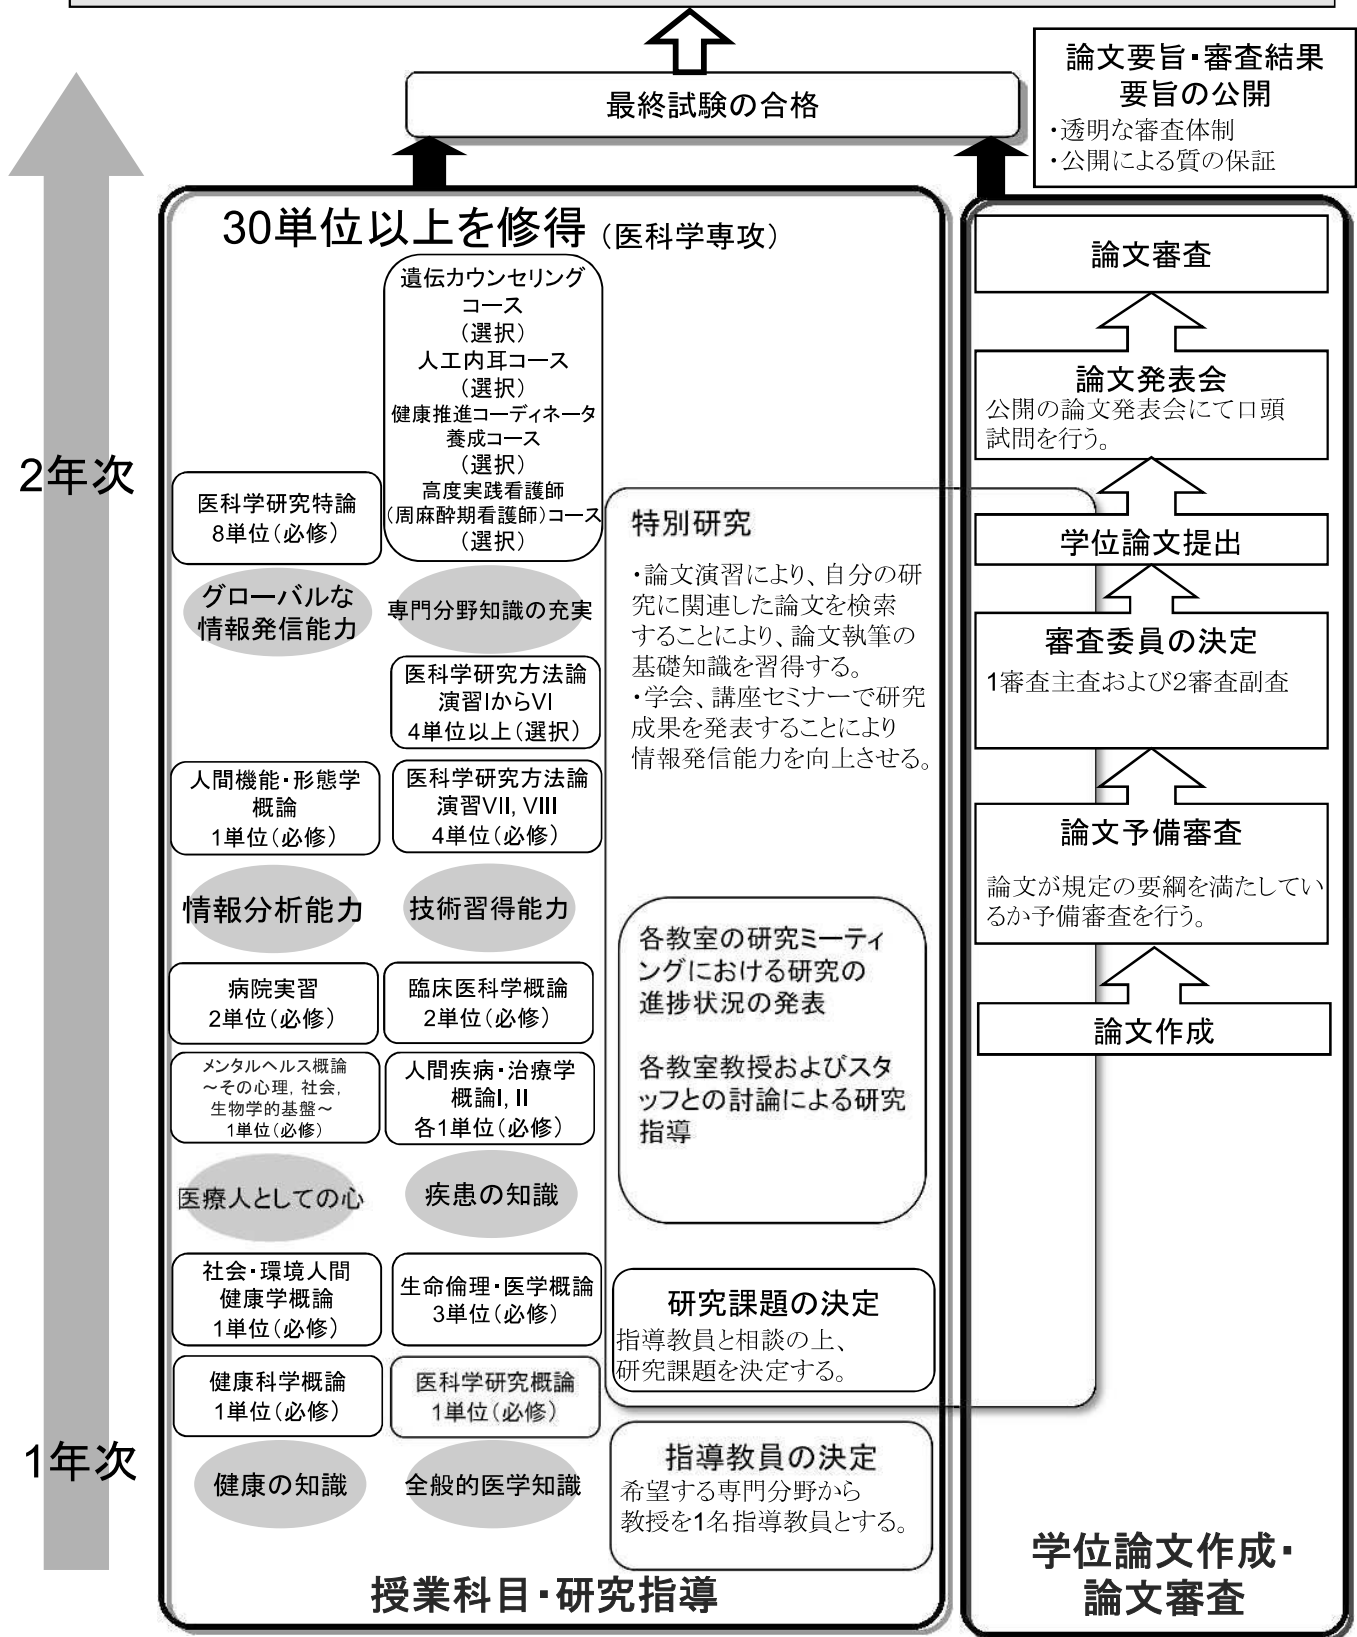 論文要旨・審査結果
要旨の公開
・透明な審査体制
・公開による質の保証
最終試験の合格
2年次
1年次
30単位以上を修得（医科学専攻）
遺伝カウンセリング
コース
（選択）
人工内耳コース
（選択）
健康推進コーディネータ
養成コース
（選択）
高度実践看護師
（周麻酔期看護師）コース
（選択）
医科学研究特論
8単位（必修）
グローバルな
情報発信能力
専門分野知識の充実
医科学研究方法論
演習IからVI
4単位以上（選択）
人間機能・形態学
概論
1単位（必修）
医科学研究方法論
演習VII, VIII
4単位（必修）
情報分析能力
技術習得能力
病院実習
2単位（必修）
臨床医科学概論
2単位（必修）
メンタルヘルス概論
～その心理, 社会,
生物学的基盤～
1単位（必修）
人間疾病・治療学
概論I, II
各1単位（必修）
医療人としての心
疾患の知識
社会・環境人間
健康学概論
1単位（必修）
生命倫理・医学概論
3単位（必修）
健康科学概論
1単位（必修）
医科学研究概論
1単位（必修）
健康の知識
全般的医学知識
特別研究
・論文演習により、自分の研
究に関連した論文を検索
することにより、論文執筆の
基礎知識を習得する。
・学会、講座セミナーで研究
成果を発表することにより
情報発信能力を向上させる。
各教室の研究ミーティ
ングにおける研究の
進捗状況の発表
各教室教授およびスタ
ッフとの討論による研究
指導
研究課題の決定
指導教員と相談の上、
研究課題を決定する。
指導教員の決定
希望する専門分野から
教授を1名指導教員とする。
授業科目・研究指導
論文審査
論文発表会
公開の論文発表会にて口頭
試問を行う。
学位論文提出
審査委員の決定
1審査主査および2審査副査
論文予備審査
論文が規定の要綱を満たしてい
るか予備審査を行う。
論文作成
学位論文作成・
論文審査